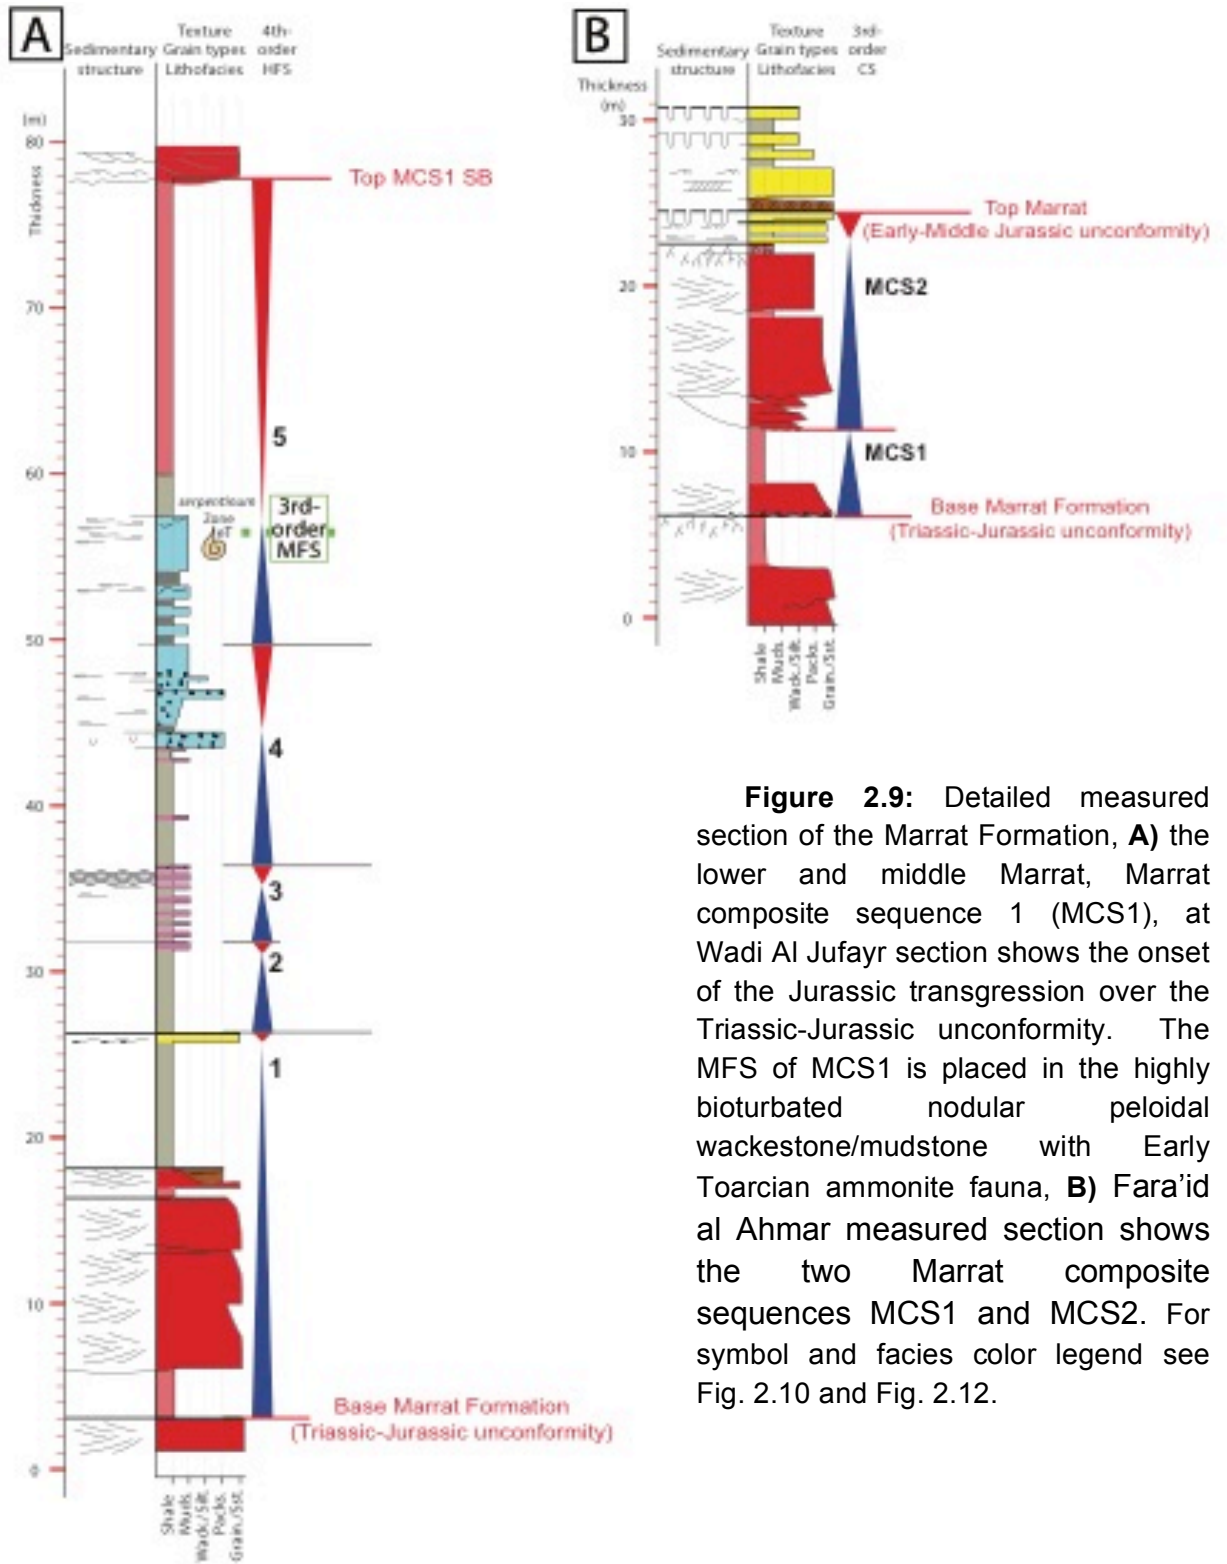 A
Sedimentary
structure
Texture
Grain types
Lithofacies
4th-
order
HFS
(m)
80
Thickness
70
60
50
40
30
20
10
0
Top MCS1 SB
5
serpentinum
Zone
3rd-
order
MFS
4
3
2
1
Base Marrat Formation
(Triassic-Jurassic unconformity)
Shale
Muds.
Wack./Silt.
Packs.
Grain./Sst.
B
Sedimentary
structure
Texture
Grain types
Lithofacies
3rd-
order
CS
Thickness
(m)
30
20
10
0
Top Marrat
(Early-Middle Jurassic unconformity)
MCS2
MCS1
Base Marrat Formation
(Triassic-Jurassic unconformity)
Shale
Muds.
Wack./Silt.
Packs.
Grain./Sst.
Figure 2.9: Detailed measured
section of the Marrat Formation, A) the
lower and middle Marrat, Marrat
composite sequence 1 (MCS1), at
Wadi Al Jufayr section shows the onset
of the Jurassic transgression over the
Triassic-Jurassic unconformity. The
MFS of MCS1 is placed in the highly
bioturbated nodular peloidal
wackestone/mudstone with Early
Toarcian ammonite fauna, B) Fara’id
al Ahmar measured section shows
the two Marrat composite
sequences MCS1 and MCS2. For
symbol and facies color legend see
Fig. 2.10 and Fig. 2.12.